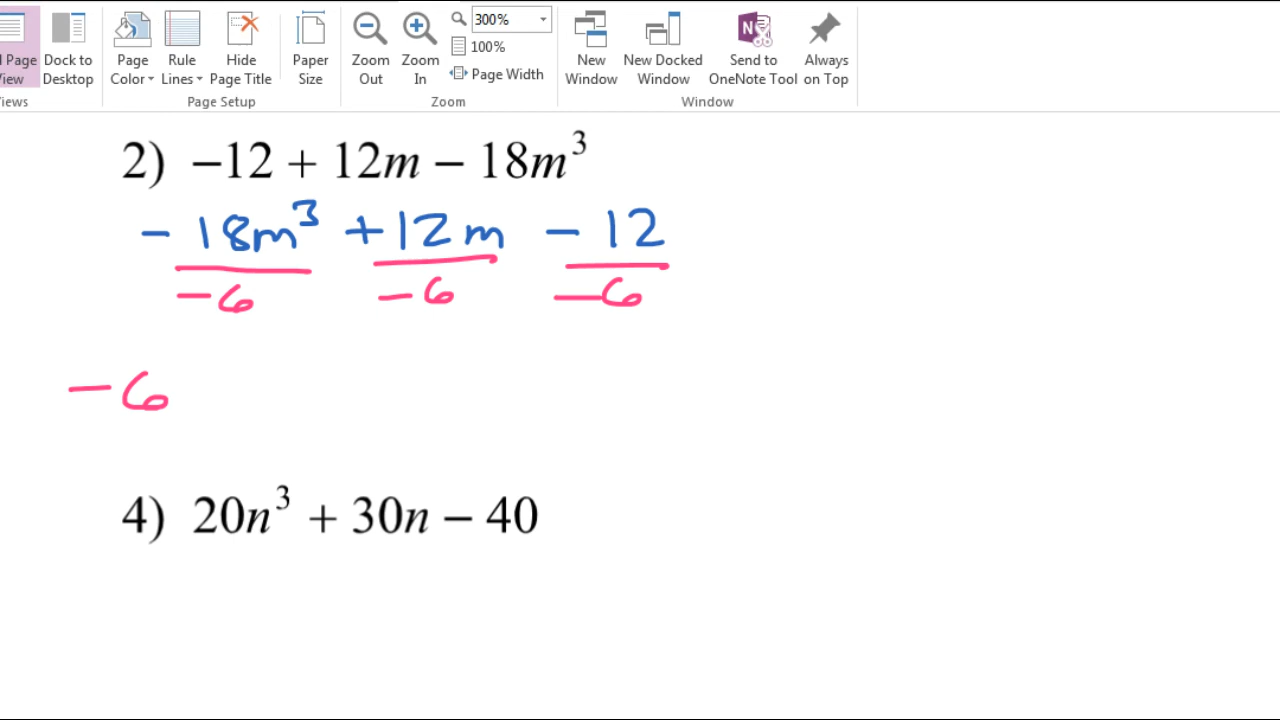 l Page Dock to Page Rule Hide Paper Zoom Zoom 300% New New Docked Send to Always
View Desktop Color Lines Page Title Size Out In 100% Window Window OneNote Tool on Top
Page Width
Views Page Setup Zoom Window
2) −12 + 12m − 18m³
− 18m³ + 12m − 12
−6 −6 −6
−6
4) 20n³ + 30n − 40